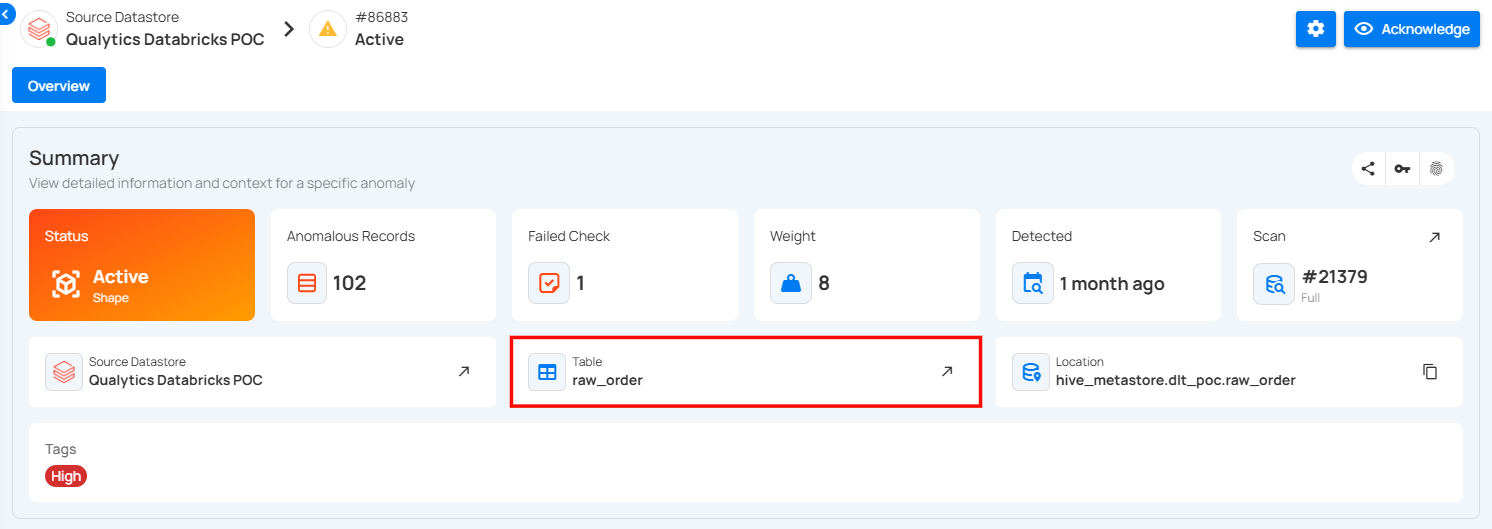 Source Datastore
Qualytics Databricks POC
#86883
Active
Acknowledge
Overview
Summary
View detailed information and context for a specific anomaly
Status
Active
Shape
Anomalous Records
102
Failed Check
1
Weight
8
Detected
1 month ago
Scan
#21379
Full
Source Datastore
Qualytics Databricks POC
Table
raw_order
Location
hive_metastore.dlt_poc.raw_order
Tags
High